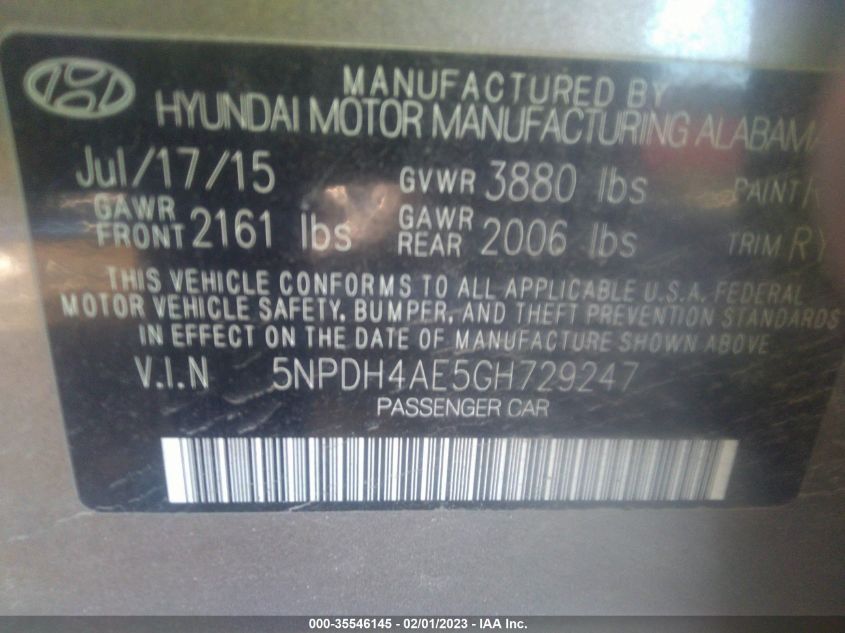 MANUFACTURED BY
HYUNDAI MOTOR MANUFACTURING ALABAMA
Jul/17/15 GVWR 3880 lbs PAINT
GAWR FRONT 2161 lbs GAWR REAR 2006 lbs TRIM RY
THIS VEHICLE CONFORMS TO ALL APPLICABLE U.S.A. FEDERAL
MOTOR VEHICLE SAFETY, BUMPER, AND THEFT PREVENTION STANDARDS
IN EFFECT ON THE DATE OF MANUFACTURE SHOWN ABOVE
V.I.N 5NPDH4AE5GH729247
PASSENGER CAR
000-35546145 - 02/01/2023 - IAA Inc.